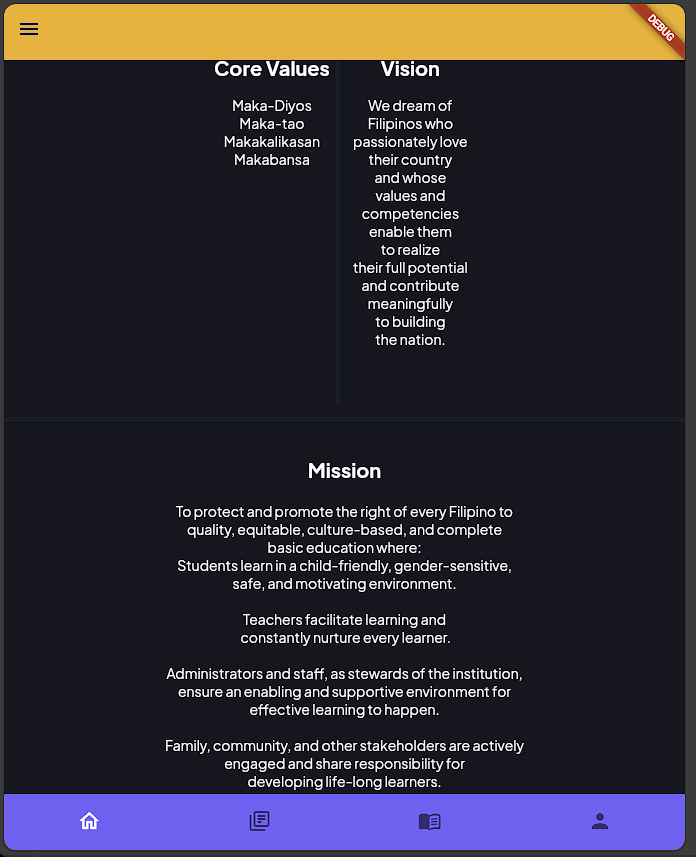 DEBUG
Core Values
Maka-Diyos
Maka-tao
Makakalikasan
Makabansa
Vision
We dream of
Filipinos who
passionately love
their country
and whose
values and
competencies
enable them
to realize
their full potential
and contribute
meaningfully
to building
the nation.
Mission
To protect and promote the right of every Filipino to
quality, equitable, culture-based, and complete
basic education where:
Students learn in a child-friendly, gender-sensitive,
safe, and motivating environment.
Teachers facilitate learning and
constantly nurture every learner.
Administrators and staff, as stewards of the institution,
ensure an enabling and supportive environment for
effective learning to happen.
Family, community, and other stakeholders are actively
engaged and share responsibility for
developing life-long learners.